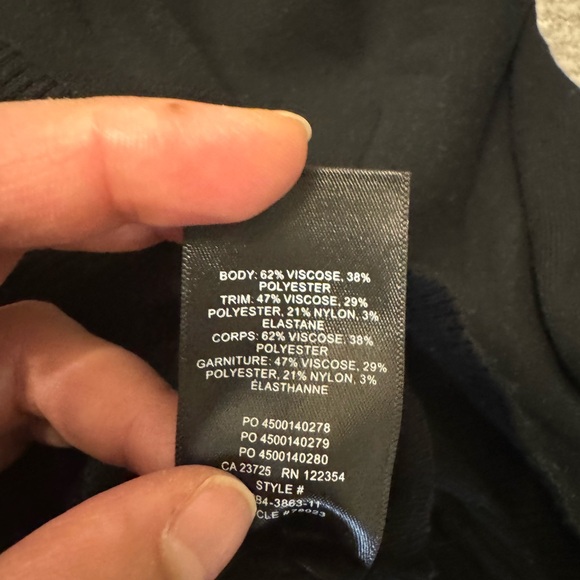 BODY: 62% VISCOSE, 38%
POLYESTER
TRIM: 47% VISCOSE, 29%
POLYESTER, 21% NYLON, 3%
ELASTANE
CORPS: 62% VISCOSE, 38%
POLYESTER
GARNITURE: 47% VISCOSE, 29%
POLYESTER, 21% NYLON, 3%
ÉLASTHANNE
PO 4500140278
PO 4500140279
PO 4500140280
CA 23725 RN 122354
STYLE #